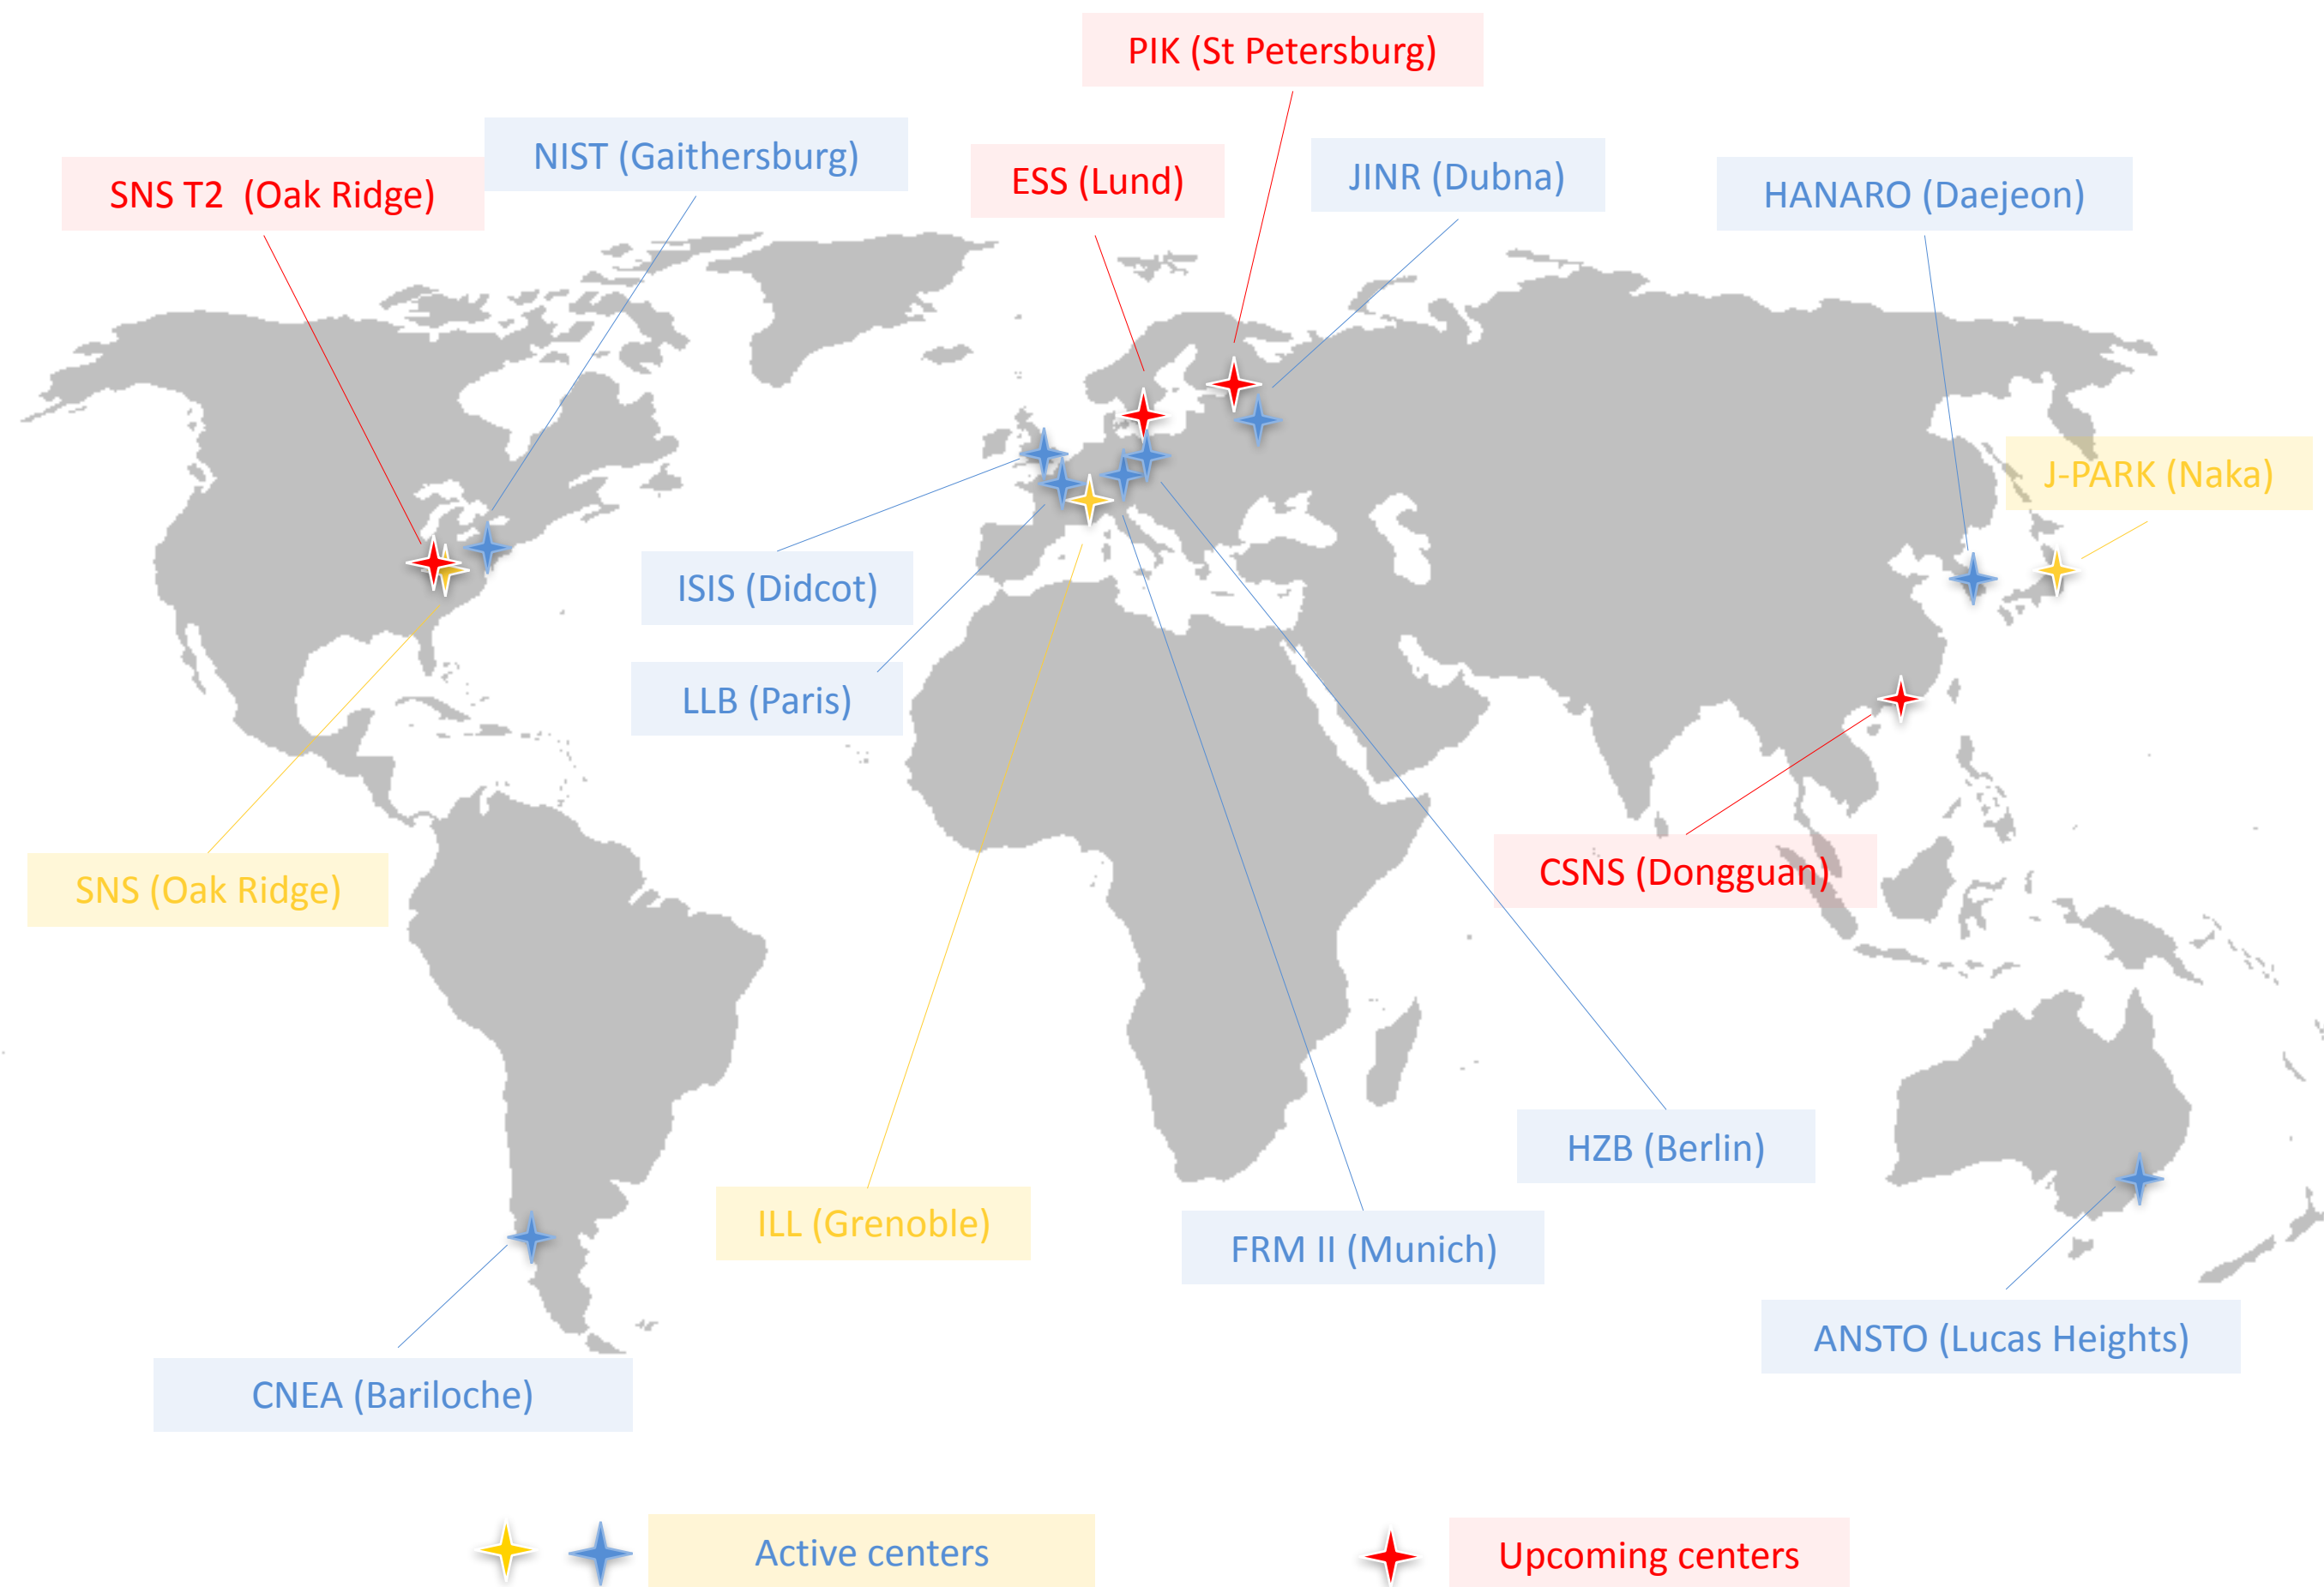 PIK (St Petersburg)
NIST (Gaithersburg)
SNS T2  (Oak Ridge)
ESS (Lund)
JINR (Dubna)
HANARO (Daejeon)
J-PARK (Naka)
ISIS (Didcot)
LLB (Paris)
SNS (Oak Ridge)
CSNS (Dongguan)
HZB (Berlin)
ILL (Grenoble)
FRM II (Munich)
ANSTO (Lucas Heights)
CNEA (Bariloche)
Active centers
Upcoming centers